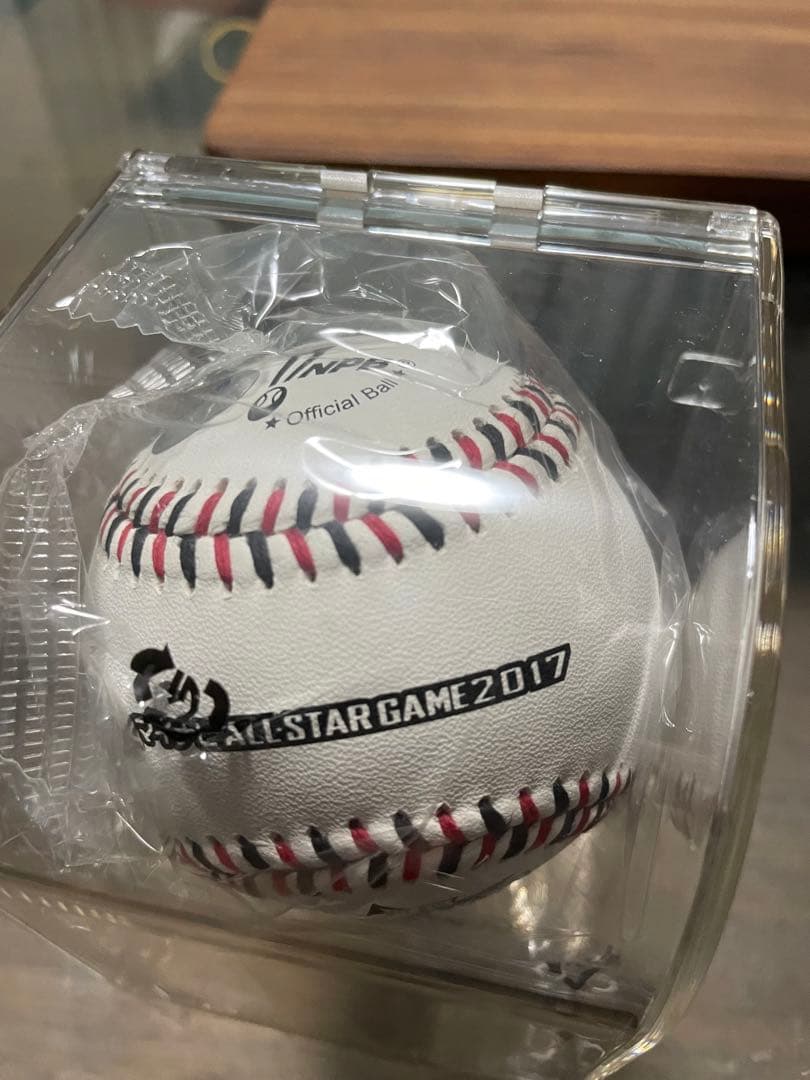 NPB®
★ Official Ball ★
ALL-STAR GAME 2017